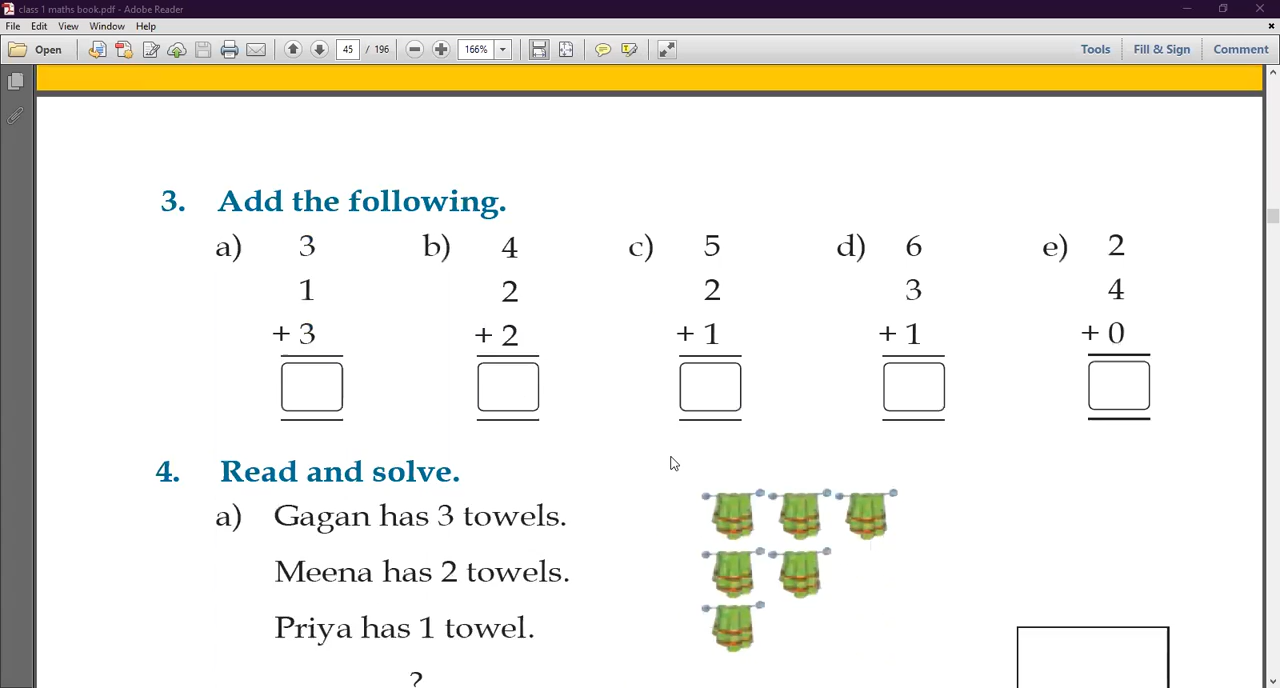 class 1 maths book.pdf - Adobe Reader
File Edit View Window Help
Open 45 / 196 166% Tools Fill & Sign Comment
3. Add the following.
a) 3 b) 4 c) 5 d) 6 e) 2
1 2 2 3 4
+ 3 + 2 + 1 + 1 + 0
4. Read and solve.
a) Gagan has 3 towels.
Meena has 2 towels.
Priya has 1 towel.
?